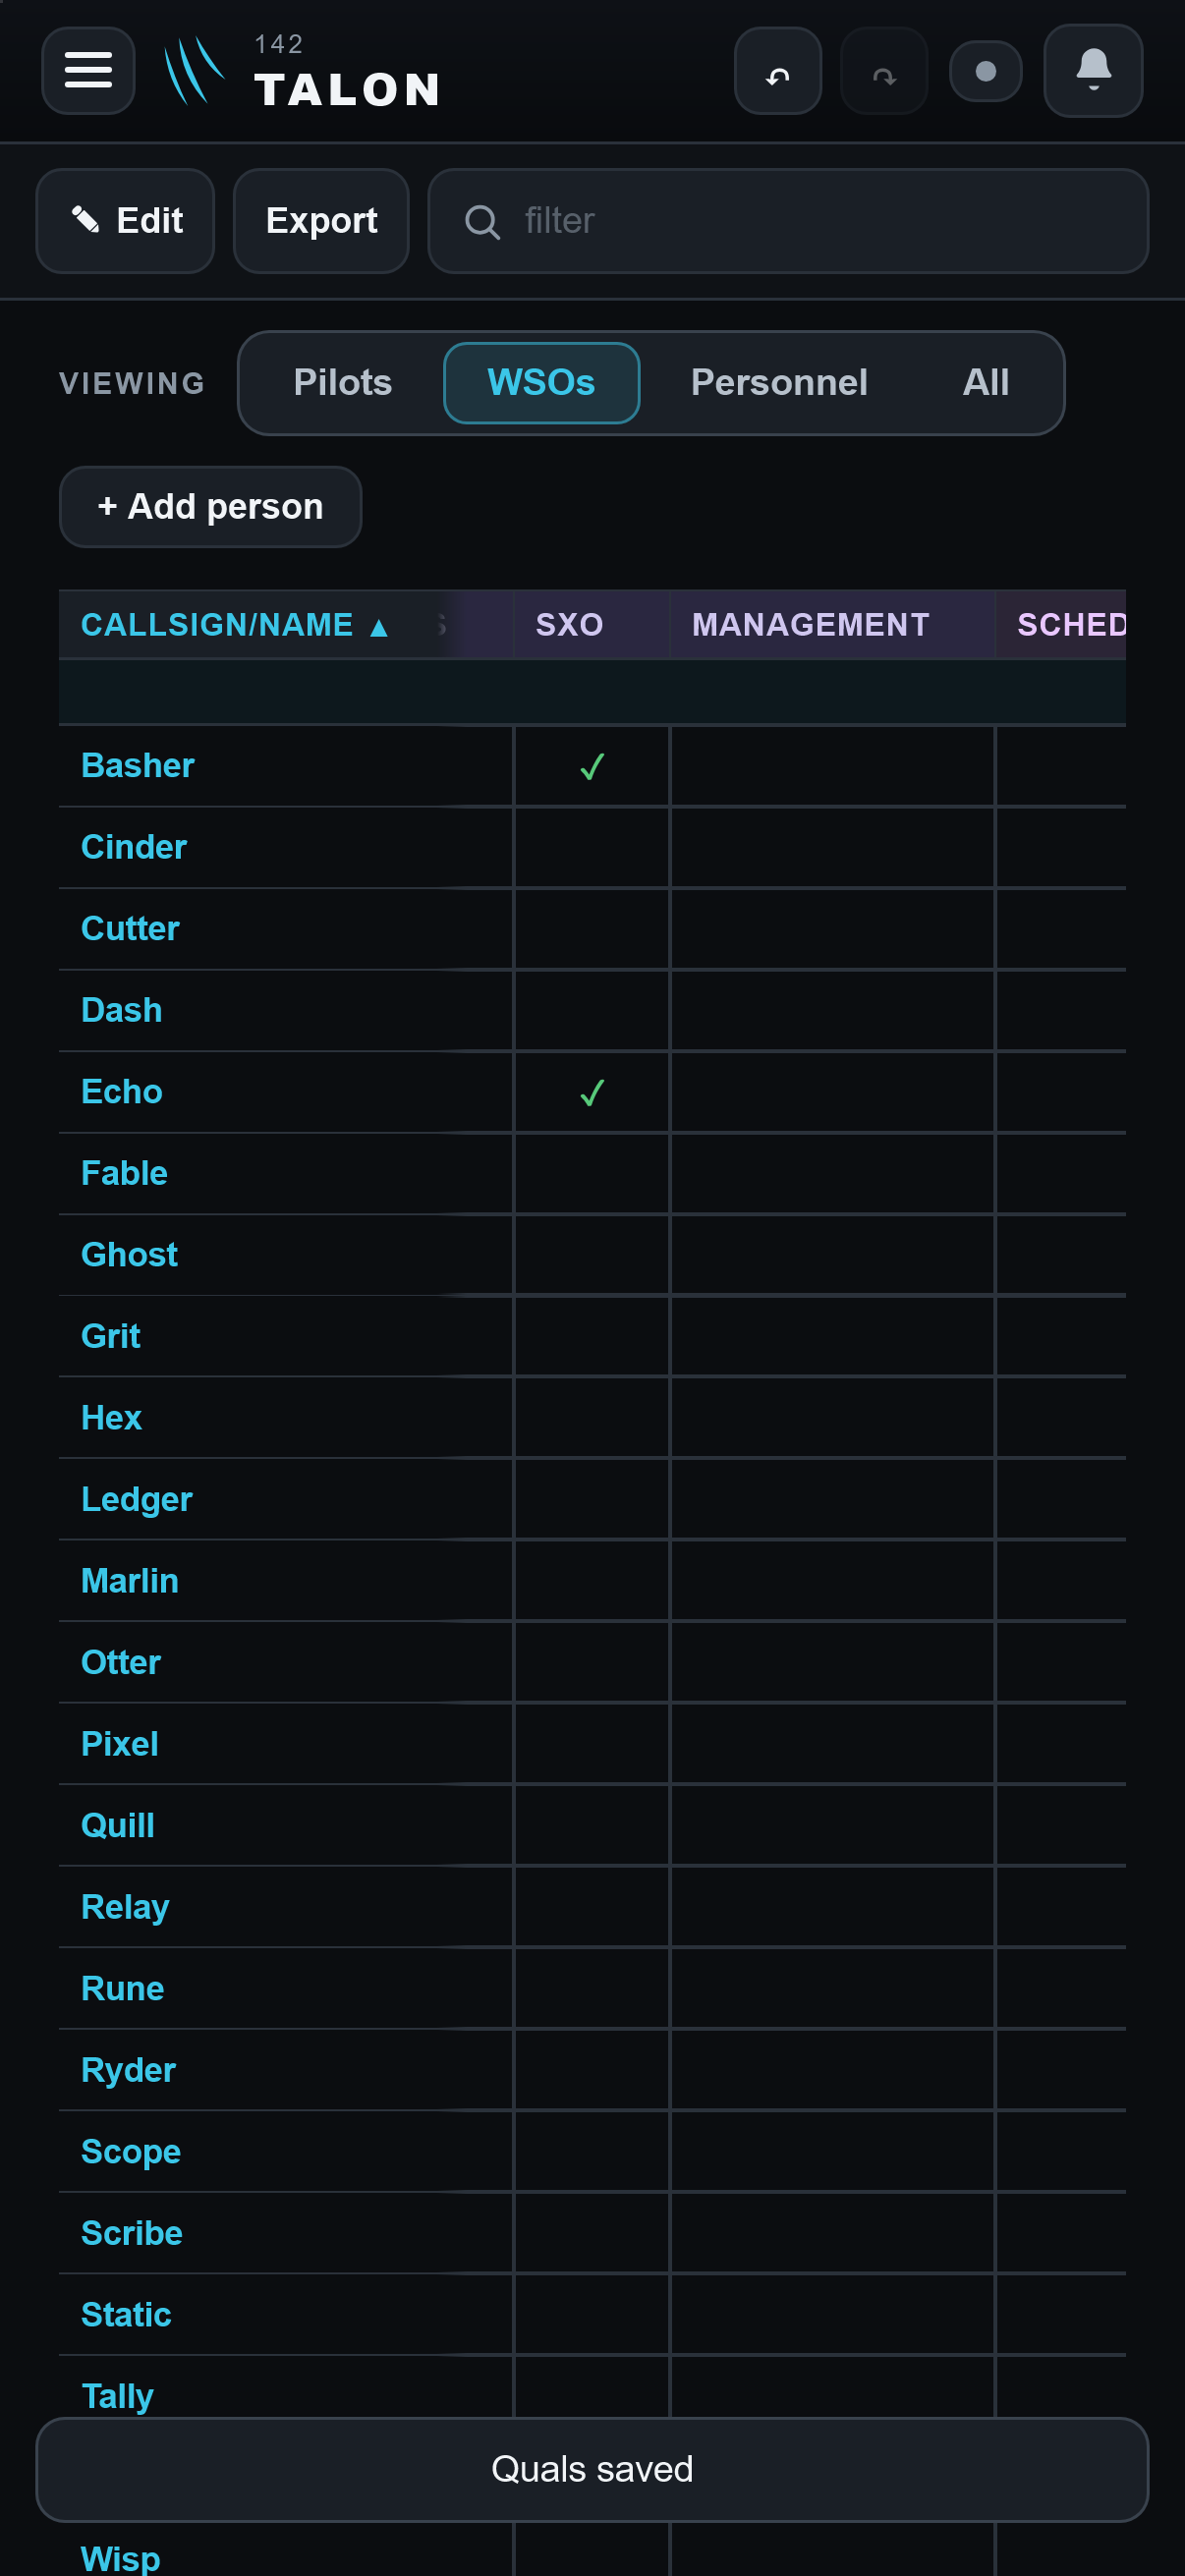 142
TALON
Edit
Export
filter
VIEWING
Pilots
WSOs
Personnel
All
+ Add person
CALLSIGN/NAME ▲
SXO
MANAGEMENT
SCHED
Basher ✓
Cinder
Cutter
Dash
Echo ✓
Fable
Ghost
Grit
Hex
Ledger
Marlin
Otter
Pixel
Quill
Relay
Rune
Ryder
Scope
Scribe
Static
Tally
Quals saved
Wisp